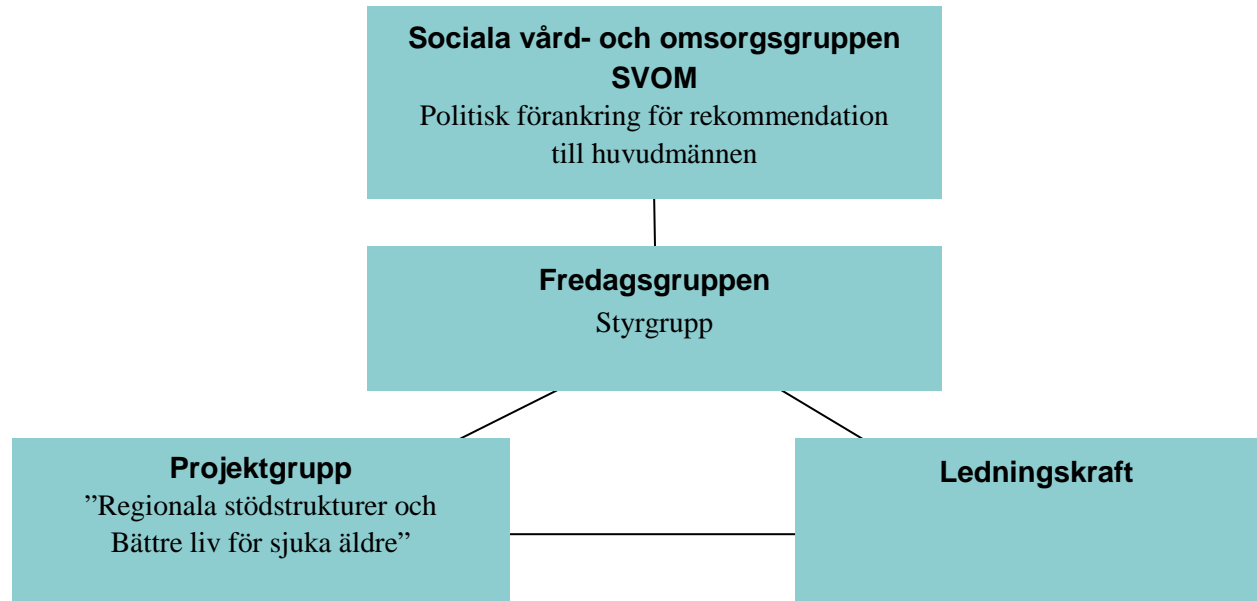 Sociala vård- och omsorgsgruppen
SVOM
Politisk förankring för rekommendation
till huvudmännen
Fredagsgruppen
Styrgrupp
Projektgrupp
”Regionala stödstrukturer och
Bättre liv för sjuka äldre”
Ledningskraft